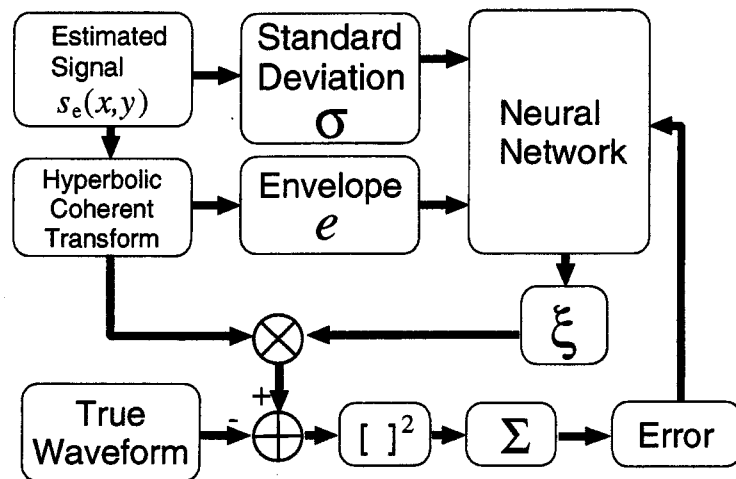 Estimated
Signal
s_e(x,y)
Standard
Deviation
σ
Neural
Network
Hyperbolic
Coherent
Transform
Envelope
e
ξ
+
-
True
Waveform
[ ]²
Σ
Error